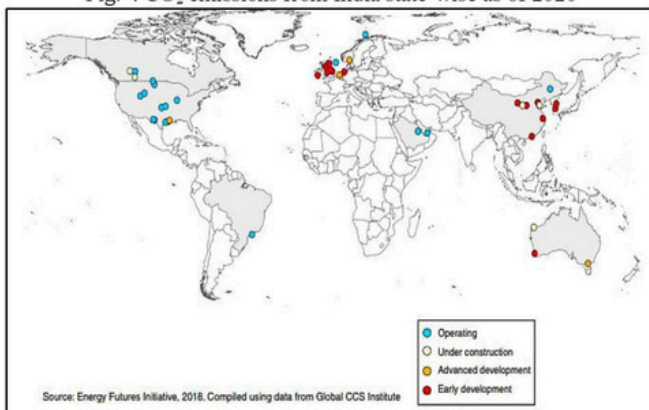 Fig. 4 CO₂ emissions from India state-wise as of 2020
Operating
Under construction
Advanced development
Early development
Source: Energy Futures Initiative, 2018. Compiled using data from Global CCS Institute